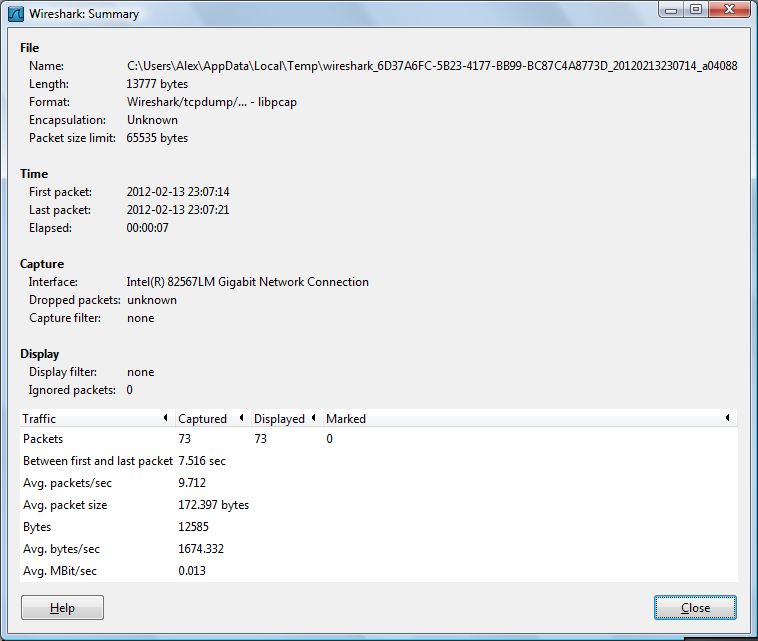 Wireshark: Summary
File
Name: C:\Users\Alex\AppData\Local\Temp\wireshark_6D37A6FC-5B23-4177-BB99-BC87C4A8773D_20120213230714_a04088
Length: 13777 bytes
Format: Wireshark/tcpdump/... - libpcap
Encapsulation: Unknown
Packet size limit: 65535 bytes
Time
First packet: 2012-02-13 23:07:14
Last packet: 2012-02-13 23:07:21
Elapsed: 00:00:07
Capture
Interface: Intel(R) 82567LM Gigabit Network Connection
Dropped packets: unknown
Capture filter: none
Display
Display filter: none
Ignored packets: 0
Traffic Captured Displayed Marked
Packets 73 73 0
Between first and last packet 7.516 sec
Avg. packets/sec 9.712
Avg. packet size 172.397 bytes
Bytes 12585
Avg. bytes/sec 1674.332
Avg. MBit/sec 0.013
Help Close